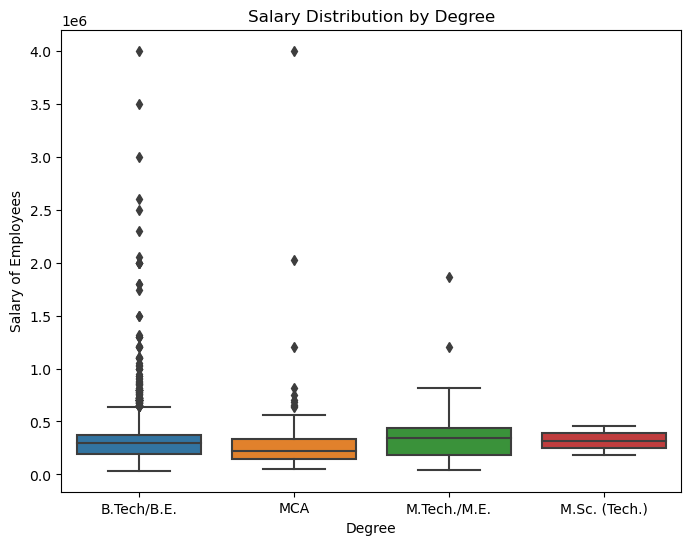 Salary Distribution by Degree
1e6
4.0
3.5
3.0
2.5
2.0
1.5
1.0
0.5
0.0
Salary of Employees
B.Tech/B.E.
MCA
M.Tech./M.E.
M.Sc. (Tech.)
Degree